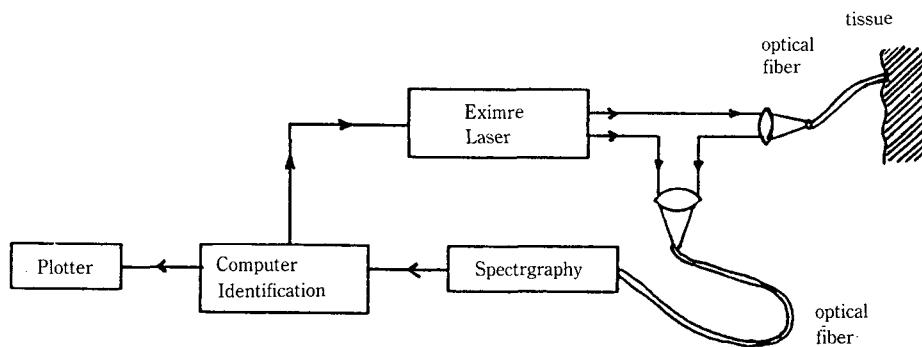 tissue
optical
fiber
Eximre
Laser
Plotter
Computer
Identification
Spectrgraphy
optical
fiber